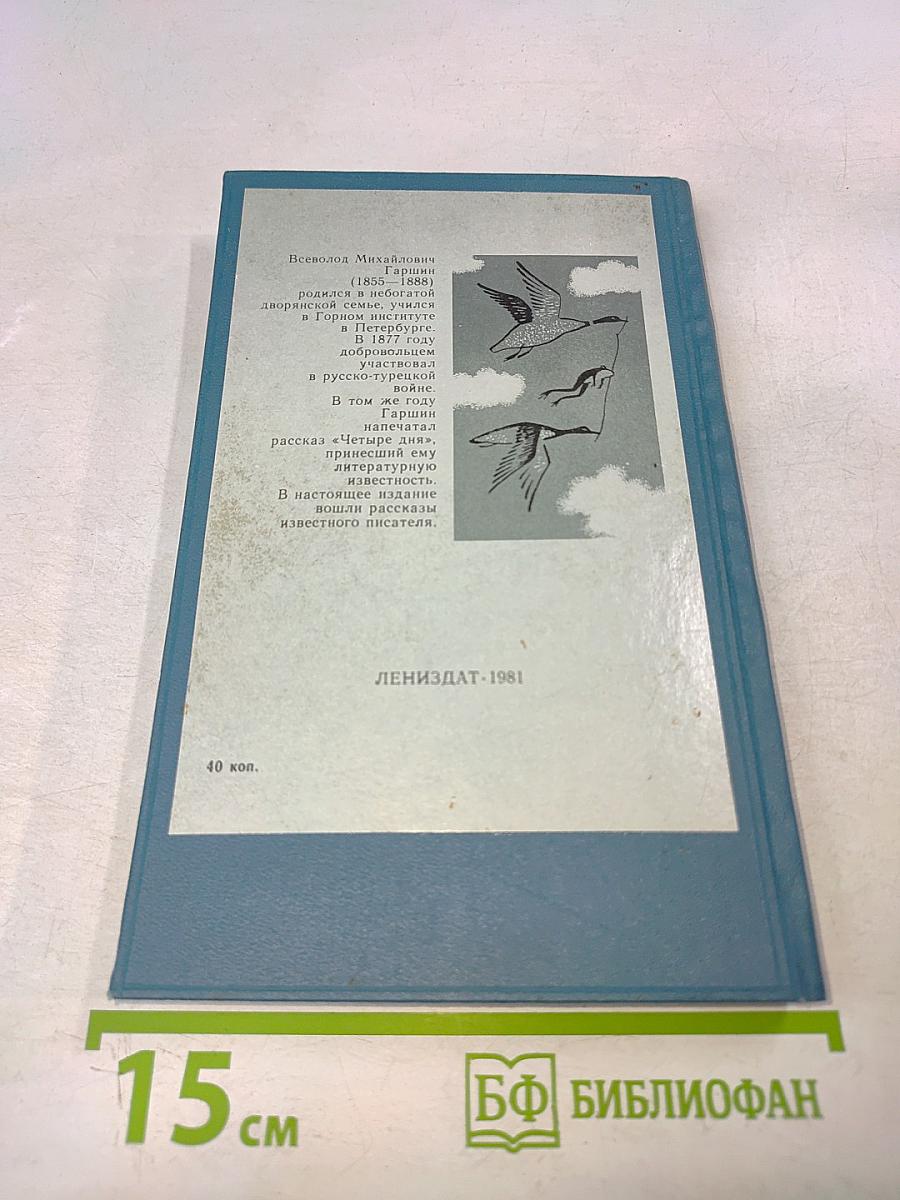 Всеволод Михайлович
Гаршин
(1855—1888)
родился в небогатой
дворянской семье, учился
в Горном институте
в Петербурге.
В 1877 году
добровольцем
участвовал
в русско-турецкой
войне.
В том же году
Гаршин
напечатал
рассказ «Четыре дня»,
принесший ему
литературную
известность.
В настоящее издание
вошли рассказы
известного писателя.
ЛЕНИЗДАТ·1981
40 коп.
15 см
БФ БИБЛИОФАН